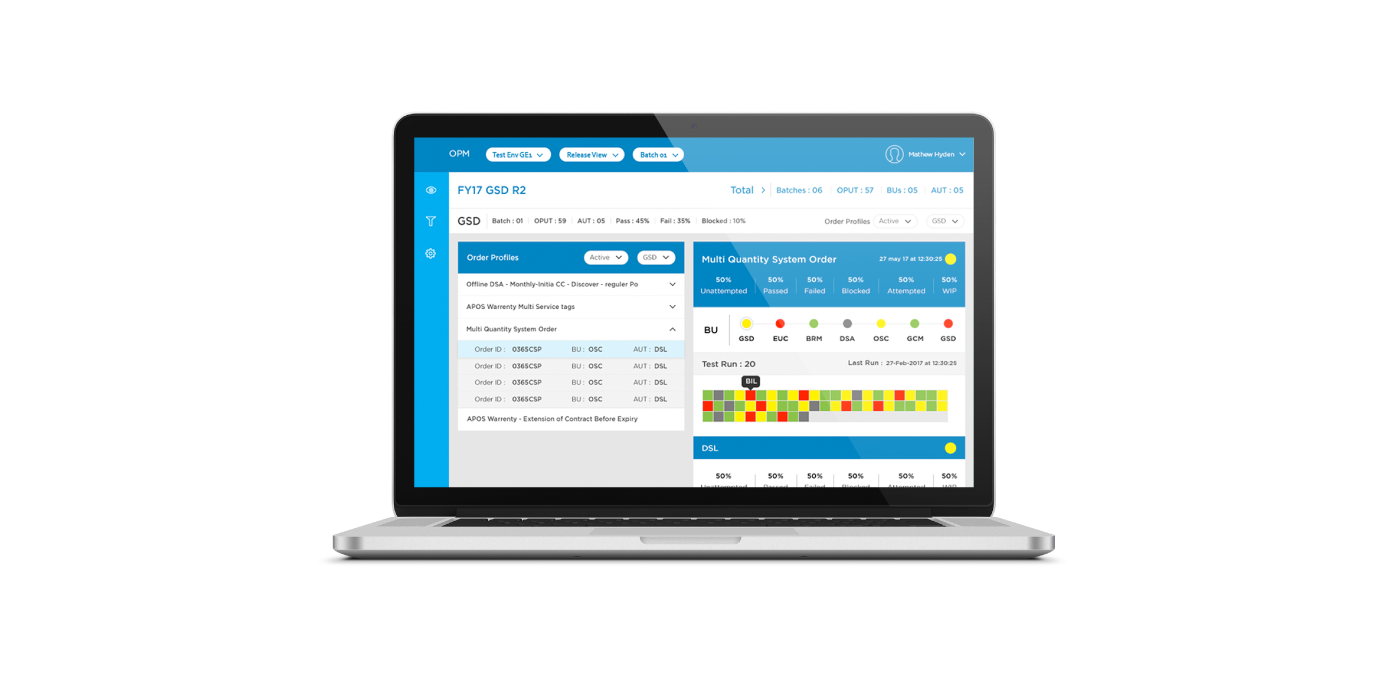 OPM Test Env GE1 Release View Batch 01 Mathew Hyden
FY17 GSD R2 Total Batches : 06 OPUT : 57 BUs : 05 AUT : 05
GSD Batch : 01 OPUT : 59 AUT : 05 Pass : 45% Fail : 35% Blocked : 10% Order Profiles Active GSD
Order Profiles Active GSD
Offline DSA - Monthly-Initia CC - Discover - reguler Po
APOS Warrenty Multi Service tags
Multi Quantity System Order
Order ID : 0365CSP BU : OSC AUT : DSL
Order ID : 0365CSP BU : OSC AUT : DSL
Order ID : 0365CSP BU : OSC AUT : DSL
Order ID : 0365CSP BU : OSC AUT : DSL
APOS Warrenty - Extension of Contract Before Expiry
Multi Quantity System Order 27 may 17 at 12:30:25
50% 50% 50% 50% 50% 50%
Unattempted Passed Failed Blocked Attempted WIP
BU
GSD EUC BRM DSA OSC GCM GSD
Test Run : 20 Last Run : 27-Feb-2017 at 12:30:25
BIL
DSL
50% 50% 50% 50% 50% 50%
Unattempted Passed Failed Blocked Attempted WIP